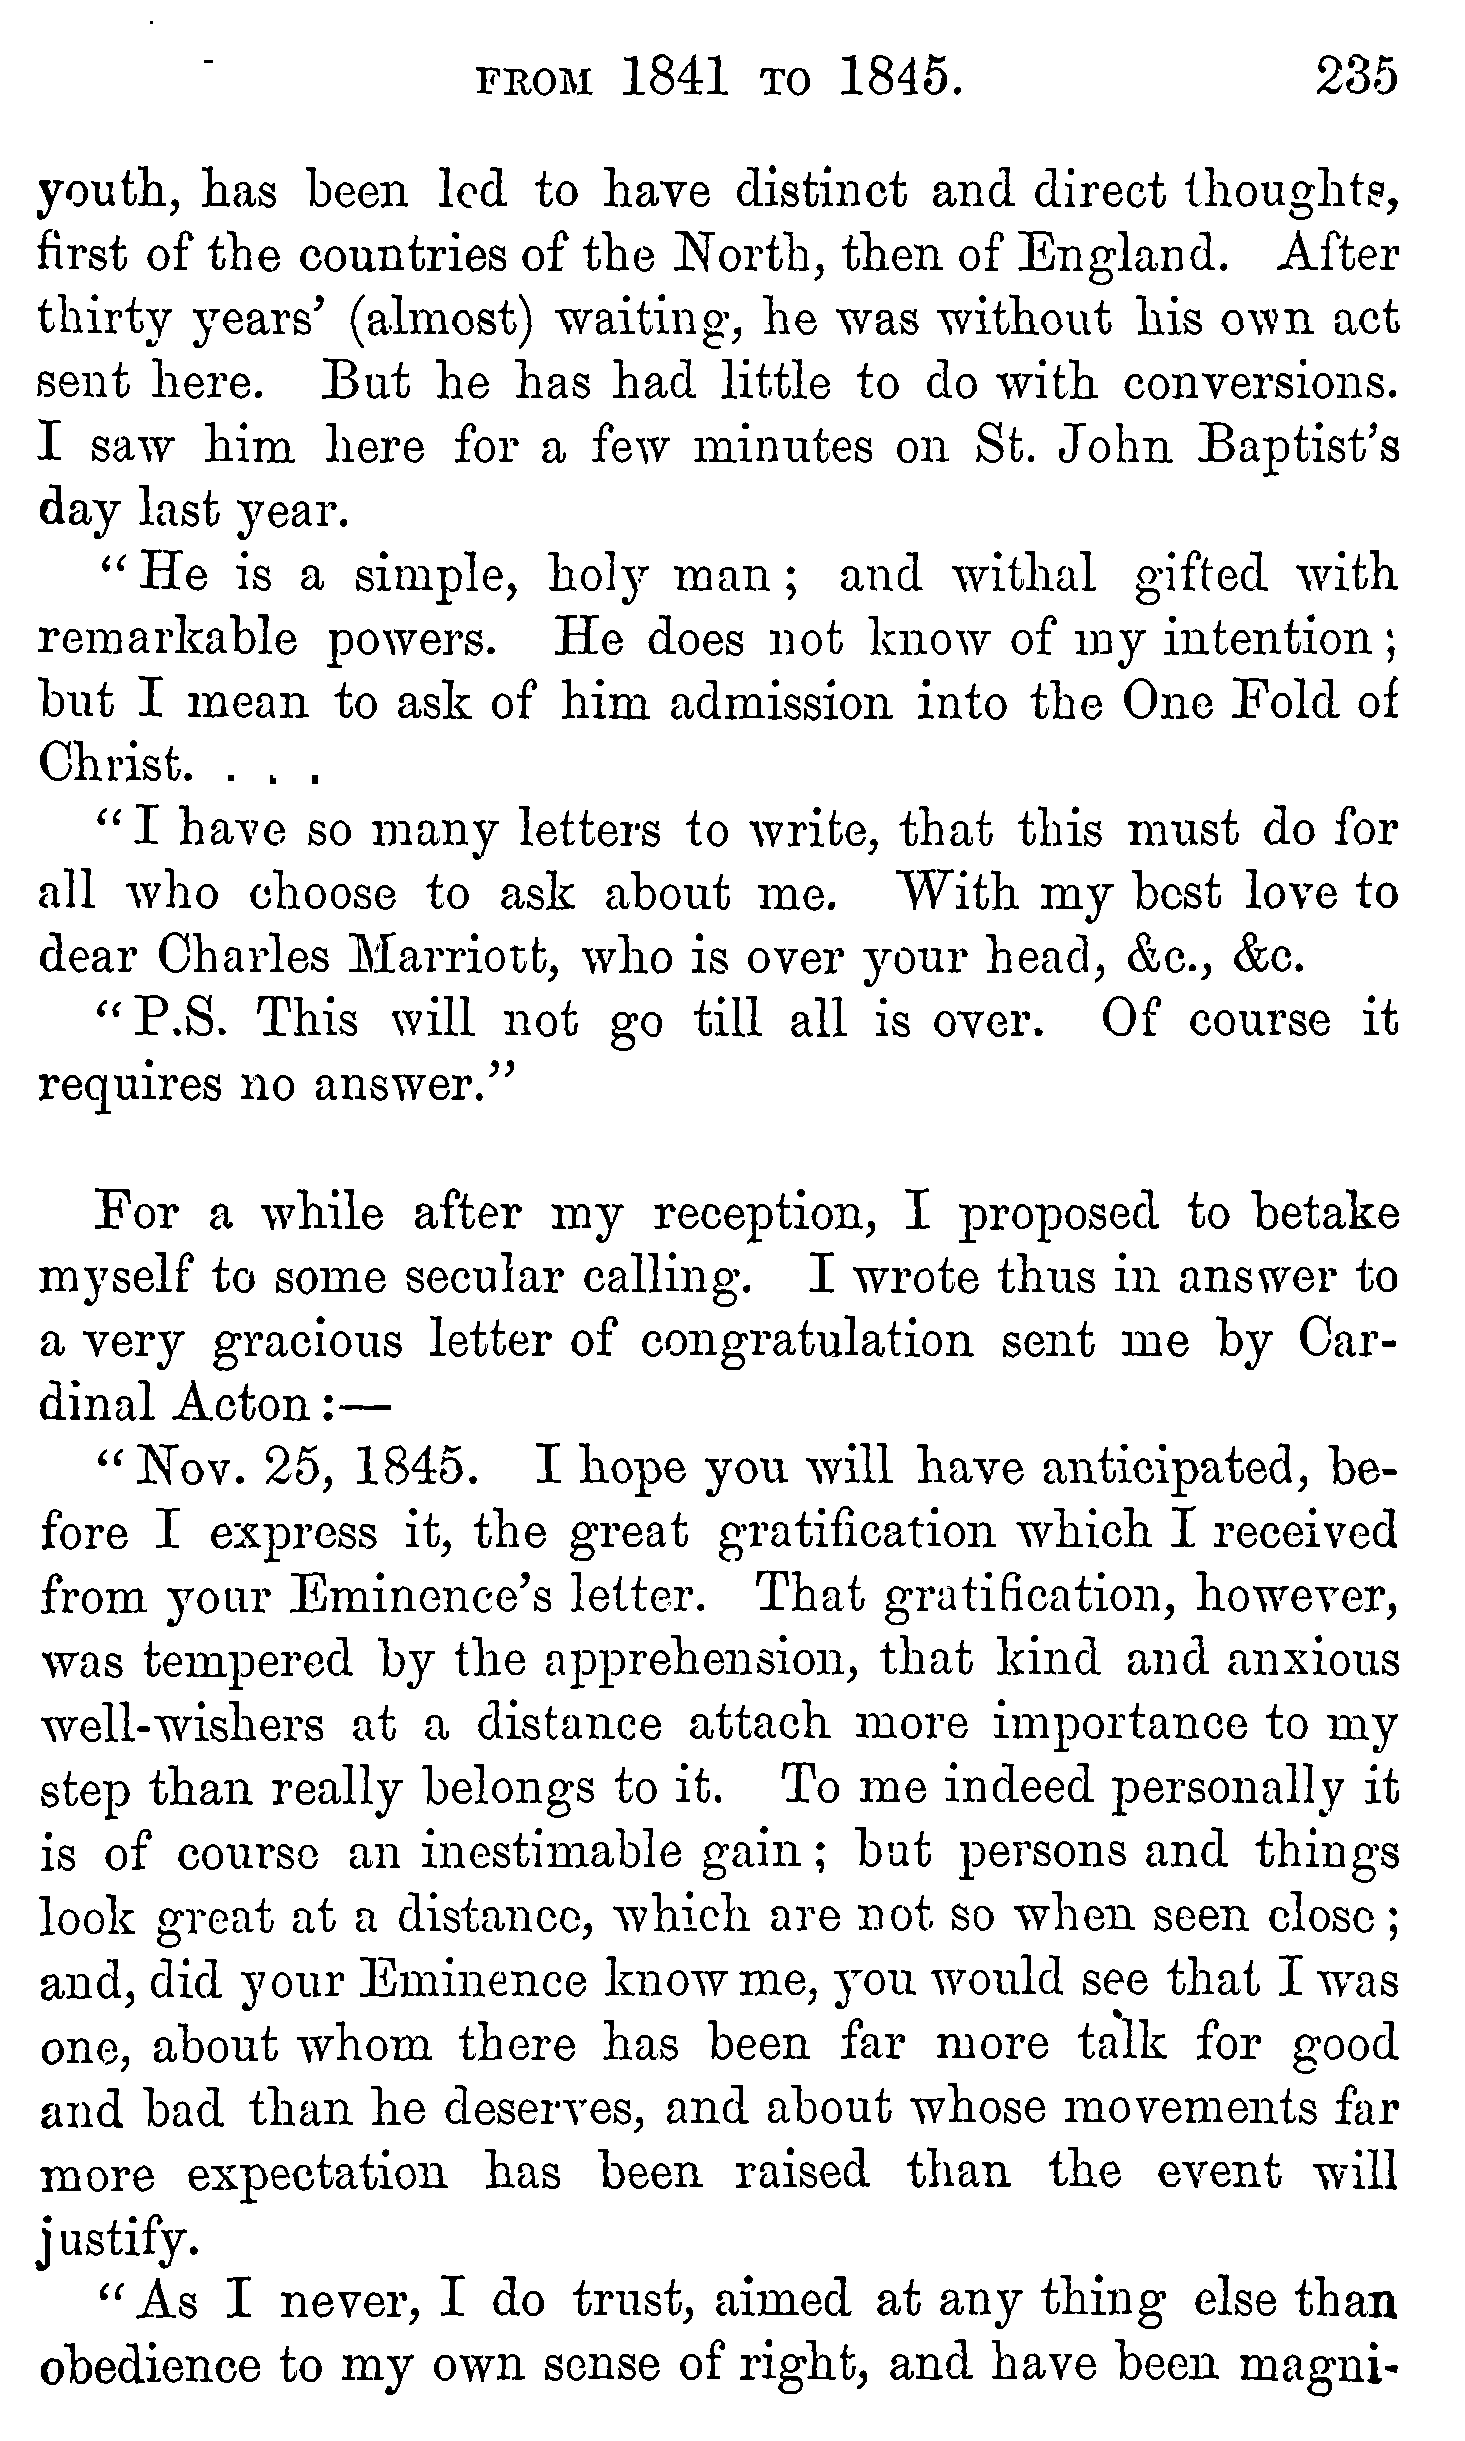 FROM 1841 TO 1845. 235
youth, has been led to have distinct and direct thoughts,
first of the countries of the North, then of England. After
thirty years' (almost) waiting, he was without his own act
sent here. But he has had little to do with conversions.
I saw him here for a few minutes on St. John Baptist's
day last year.
“He is a simple, holy man; and withal gifted with
remarkable powers. He does not know of my intention;
but I mean to ask of him admission into the One Fold of
Christ. . . .
“I have so many letters to write, that this must do for
all who choose to ask about me. With my best love to
dear Charles Marriott, who is over your head, &c., &c.
“P.S. This will not go till all is over. Of course it
requires no answer.”
For a while after my reception, I proposed to betake
myself to some secular calling. I wrote thus in answer to
a very gracious letter of congratulation sent me by Car-
dinal Acton:—
“Nov. 25, 1845. I hope you will have anticipated, be-
fore I express it, the great gratification which I received
from your Eminence's letter. That gratification, however,
was tempered by the apprehension, that kind and anxious
well-wishers at a distance attach more importance to my
step than really belongs to it. To me indeed personally it
is of course an inestimable gain; but persons and things
look great at a distance, which are not so when seen close;
and, did your Eminence know me, you would see that I was
one, about whom there has been far more talk for good
and bad than he deserves, and about whose movements far
more expectation has been raised than the event will
justify.
“As I never, I do trust, aimed at any thing else than
obedience to my own sense of right, and have been magni-